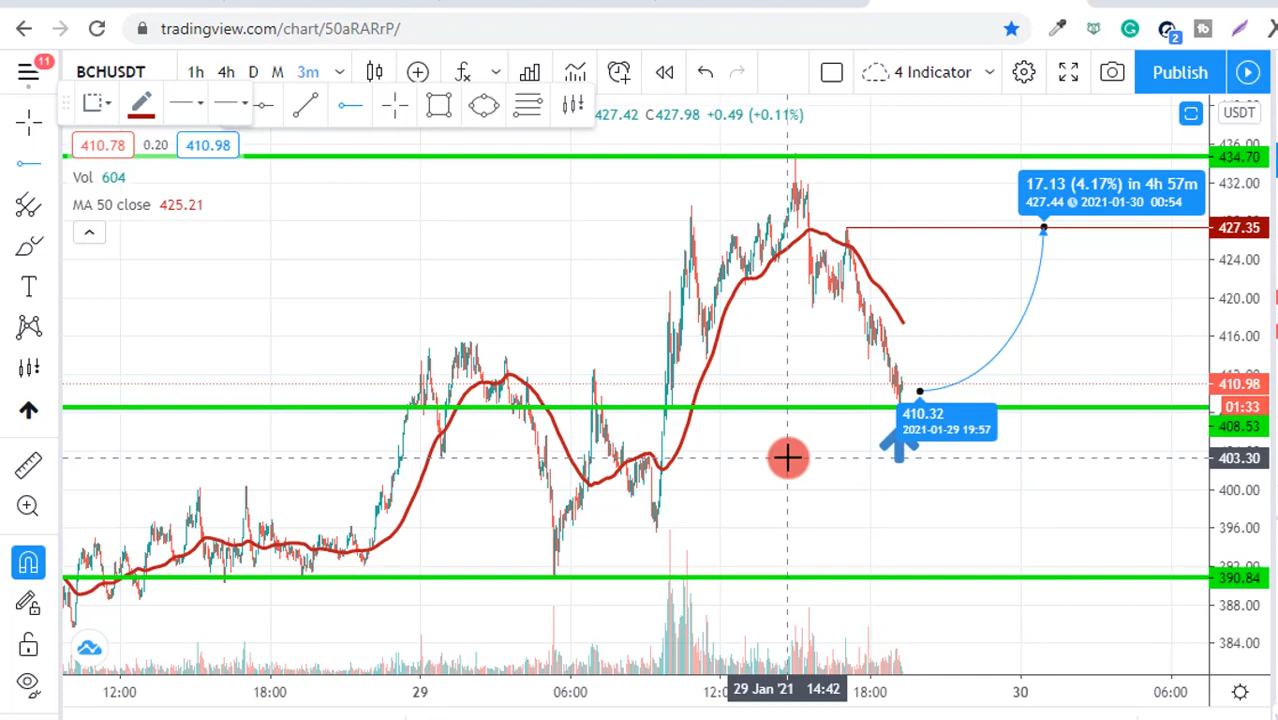 tradingview.com/chart/50aRARrP/
2
11
BCHUSDT 1h 4h D M 3m 4 Indicator Publish
427.42 C427.98 +0.49 (+0.11%) USDT
410.78 0.20 410.98
Vol 604
MA 50 close 425.21
17.13 (4.17%) in 4h 57m
427.44 2021-01-30 00:54
410.32
2021-01-29 19:57
434.70
432.00
427.35
424.00
420.00
416.00
410.98
01:33
408.53
403.30
400.00
396.00
390.84
388.00
384.00
12:00 18:00 29 06:00 29 Jan '21 14:42 18:00 30 06:00